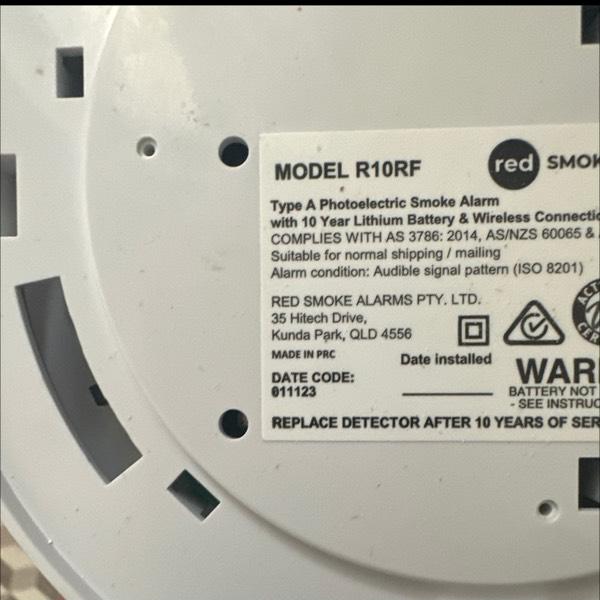 MODEL R10RF
red SMOK
Type A Photoelectric Smoke Alarm
with 10 Year Lithium Battery & Wireless Connectio
COMPLIES WITH AS 3786: 2014, AS/NZS 60065 &
Suitable for normal shipping / mailing
Alarm condition: Audible signal pattern (ISO 8201)
RED SMOKE ALARMS PTY. LTD.
35 Hitech Drive,
Kunda Park, QLD 4556
MADE IN PRC
Date installed
DATE CODE:
011123
WAR
BATTERY NOT
- SEE INSTRUC
REPLACE DETECTOR AFTER 10 YEARS OF SER